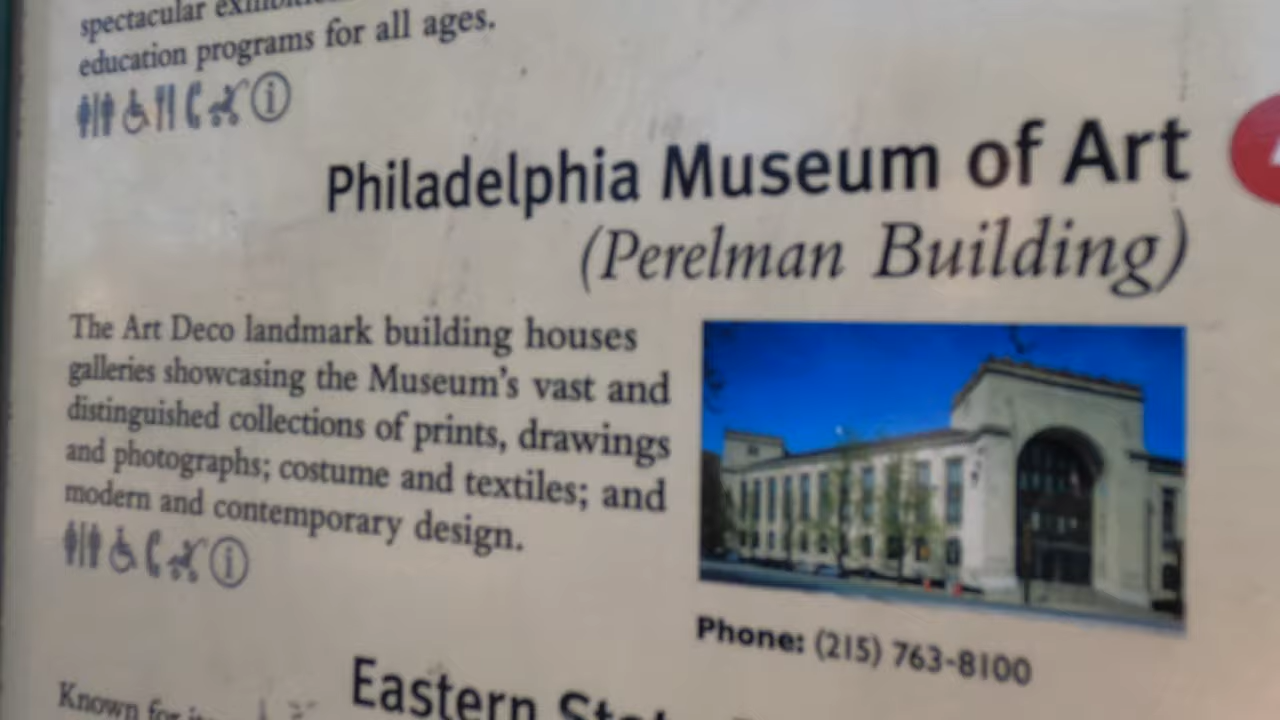 spectacular
education programs for all ages.
Philadelphia Museum of Art
(Perelman Building)
The Art Deco landmark building houses
galleries showcasing the Museum's vast and
distinguished collections of prints, drawings
and photographs; costume and textiles; and
modern and contemporary design.
Phone: (215) 763-8100
Eastern
Known for